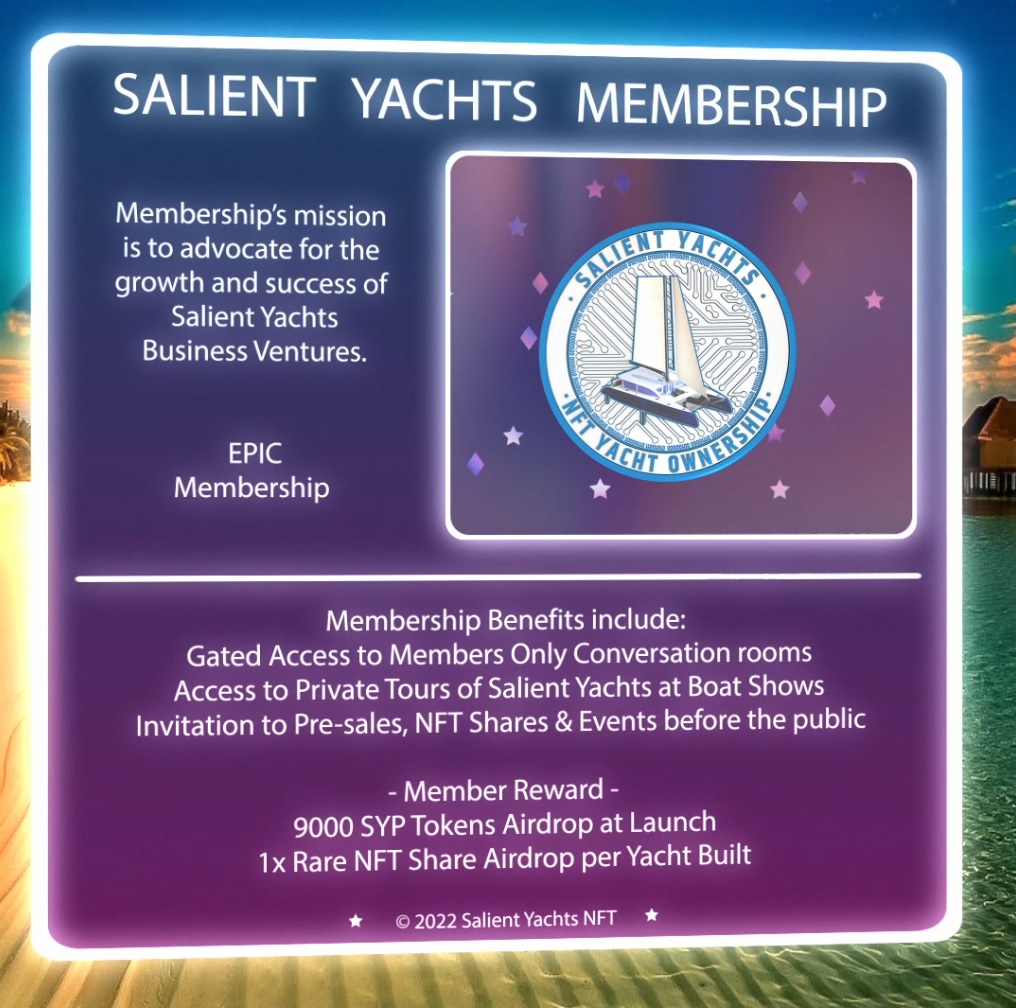 SALIENT YACHTS MEMBERSHIP
Membership's mission
is to advocate for the
growth and success of
Salient Yachts
Business Ventures.
EPIC
Membership
· SALIENT YACHTS ·
· NFT YACHT OWNERSHIP ·
Membership Benefits include:
Gated Access to Members Only Conversation rooms
Access to Private Tours of Salient Yachts at Boat Shows
Invitation to Pre-sales, NFT Shares & Events before the public
- Member Reward -
9000 SYP Tokens Airdrop at Launch
1x Rare NFT Share Airdrop per Yacht Built
© 2022 Salient Yachts NFT